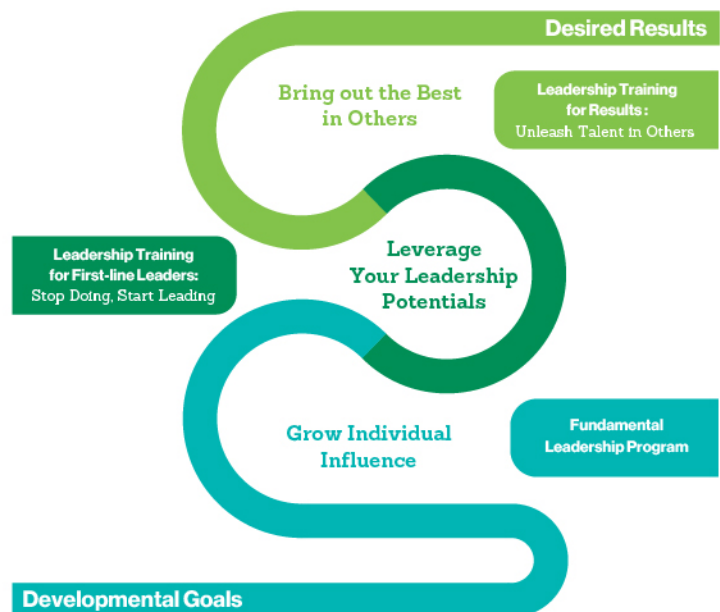 Desired Results
Bring out the Best
in Others
Leadership Training
for Results :
Unleash Talent in Others
Leadership Training
for First-line Leaders:
Stop Doing, Start Leading
Leverage
Your Leadership
Potentials
Grow Individual
Influence
Fundamental
Leadership Program
Developmental Goals